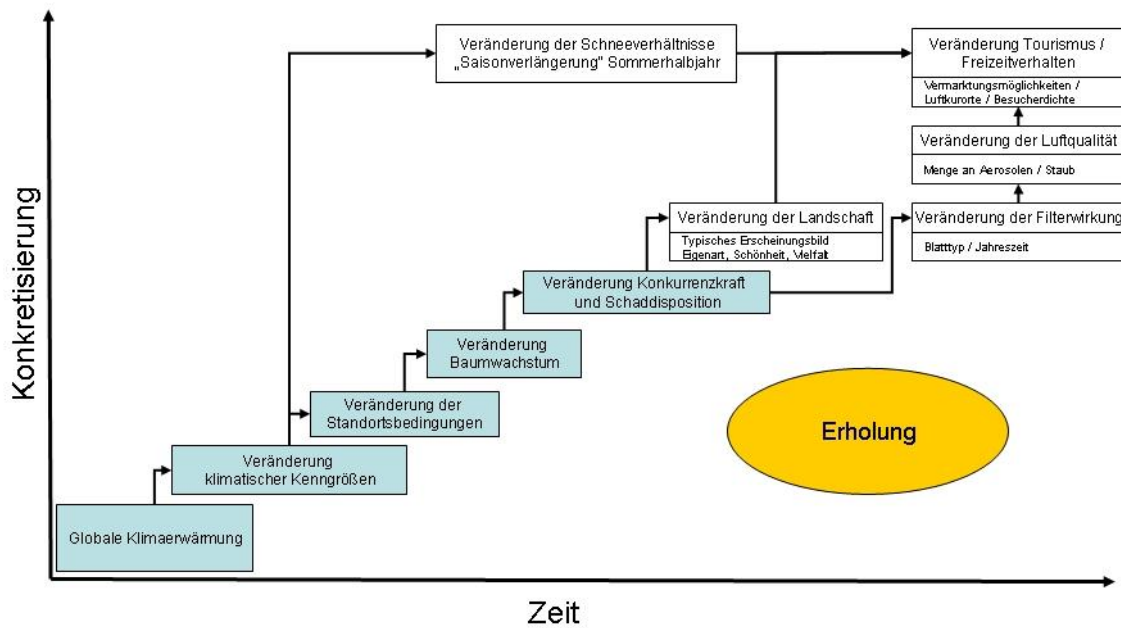 Konkretisierung
Veränderung der Schneeverhältnisse
„Saisonverlängerung" Sommerhalbjahr
Veränderung Tourismus /
Freizeitverhalten
Vermarktungsmöglichkeiten /
Luftkurorte / Besucherdichte
Veränderung der Luftqualität
Menge an Aerosolen / Staub
Veränderung der Landschaft
Typisches Erscheinungsbild
Eigenart, Schönheit, Vielfalt
Veränderung der Filterwirkung
Blatttyp / Jahreszeit
Veränderung Konkurrenzkraft
und Schaddisposition
Veränderung
Baumwachstum
Veränderung der
Standortsbedingungen
Erholung
Veränderung
klimatischer Kenngrößen
Globale Klimaerwärmung
Zeit